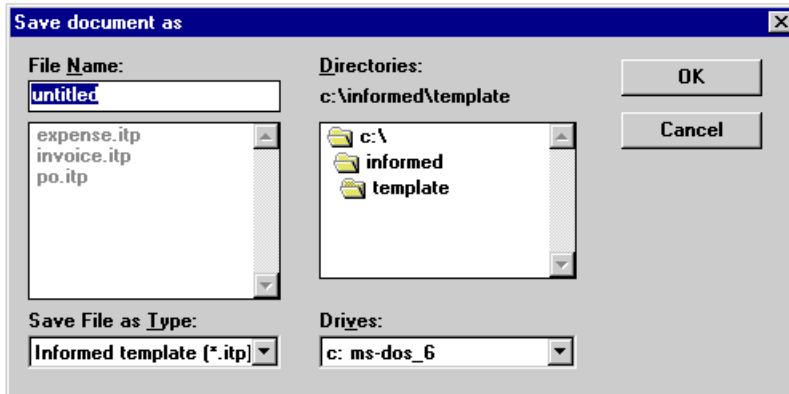 Save document as
File Name:
untitled
expense.itp
invoice.itp
po.itp
Save File as Type:
Informed template (*.itp)
Directories:
c:\informed\template
c:\
informed
template
Drives:
c: ms-dos_6
OK
Cancel